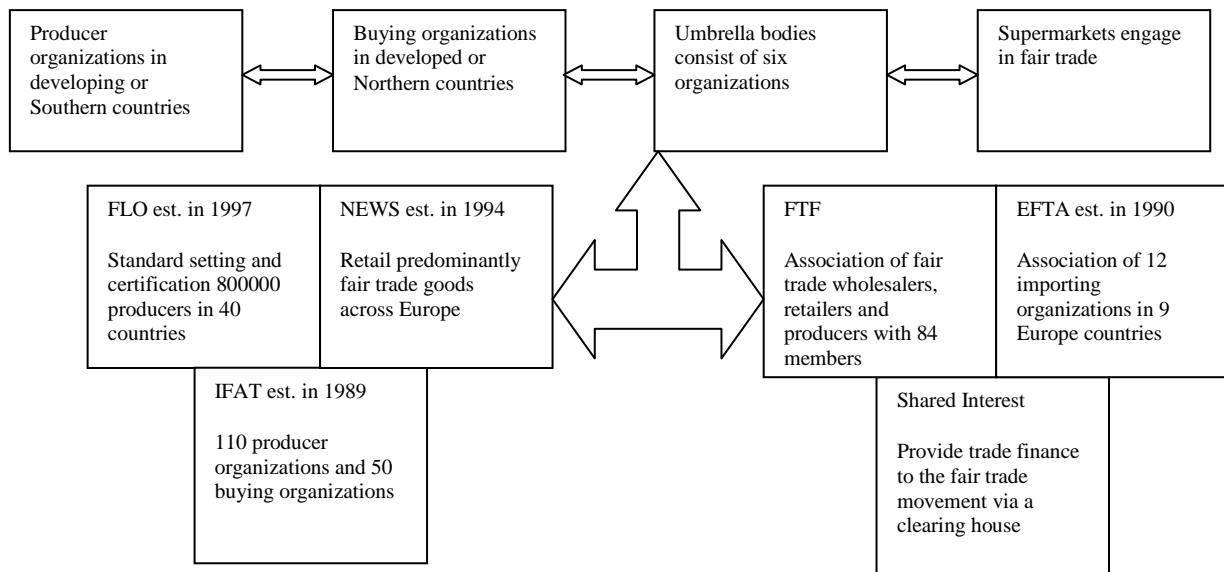 Producer
organizations in
developing or
Southern countries
Buying organizations
in developed or
Northern countries
Umbrella bodies
consist of six
organizations
Supermarkets engage
in fair trade
FLO est. in 1997
Standard setting and
certification 800000
producers in 40
countries
NEWS est. in 1994
Retail predominantly
fair trade goods
across Europe
IFAT est. in 1989
110 producer
organizations and 50
buying organizations
FTF
Association of fair
trade wholesalers,
retailers and
producers with 84
members
EFTA est. in 1990
Association of 12
importing
organizations in 9
Europe countries
Shared Interest
Provide trade finance
to the fair trade
movement via a
clearing house